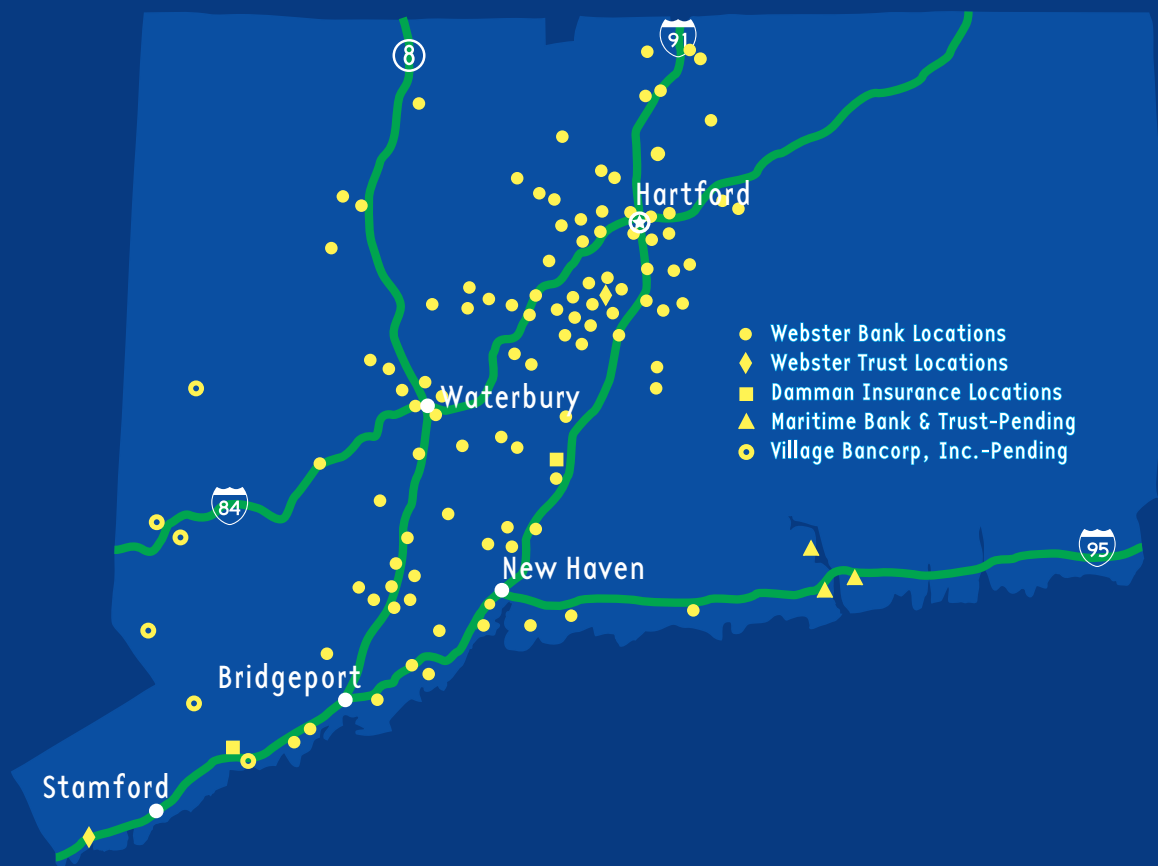 8
91
Hartford
Webster Bank Locations
Webster Trust Locations
Damman Insurance Locations
Maritime Bank & Trust-Pending
Village Bancorp, Inc.-Pending
Waterbury
84
95
New Haven
Bridgeport
Stamford